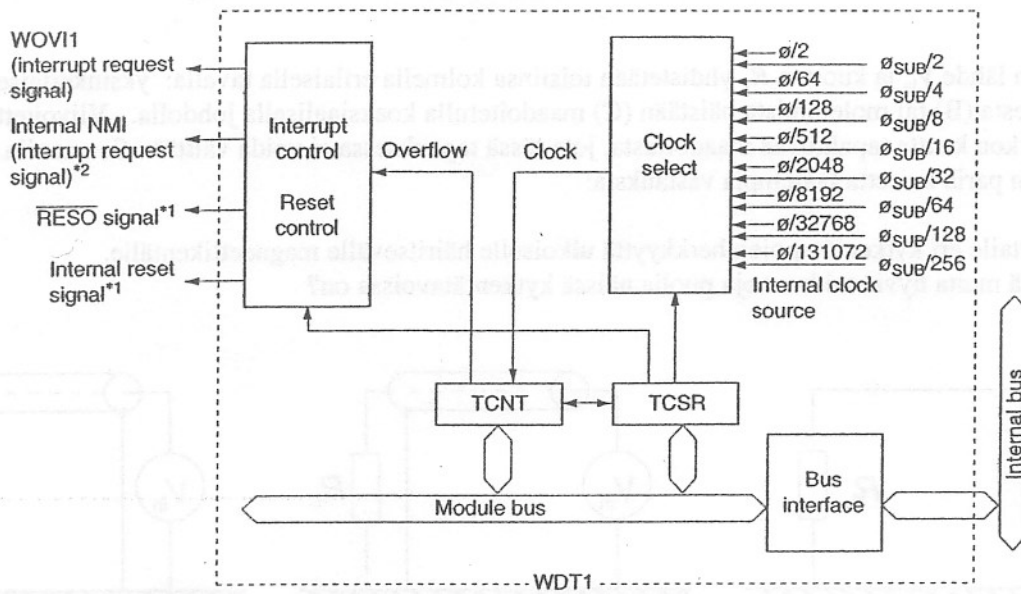 WOVI1
(interrupt request
signal)
Internal NMI
(interrupt request
signal)*2
RESO signal*1
Internal reset
signal*1
Interrupt
control
Reset
control
Overflow
Clock
Clock
select
ø/2
ø/64
ø/128
ø/512
ø/2048
ø/8192
ø/32768
ø/131072
øSUB/2
øSUB/4
øSUB/8
øSUB/16
øSUB/32
øSUB/64
øSUB/128
øSUB/256
Internal clock
source
TCNT
TCSR
Module bus
Bus
interface
Internal bus
WDT1